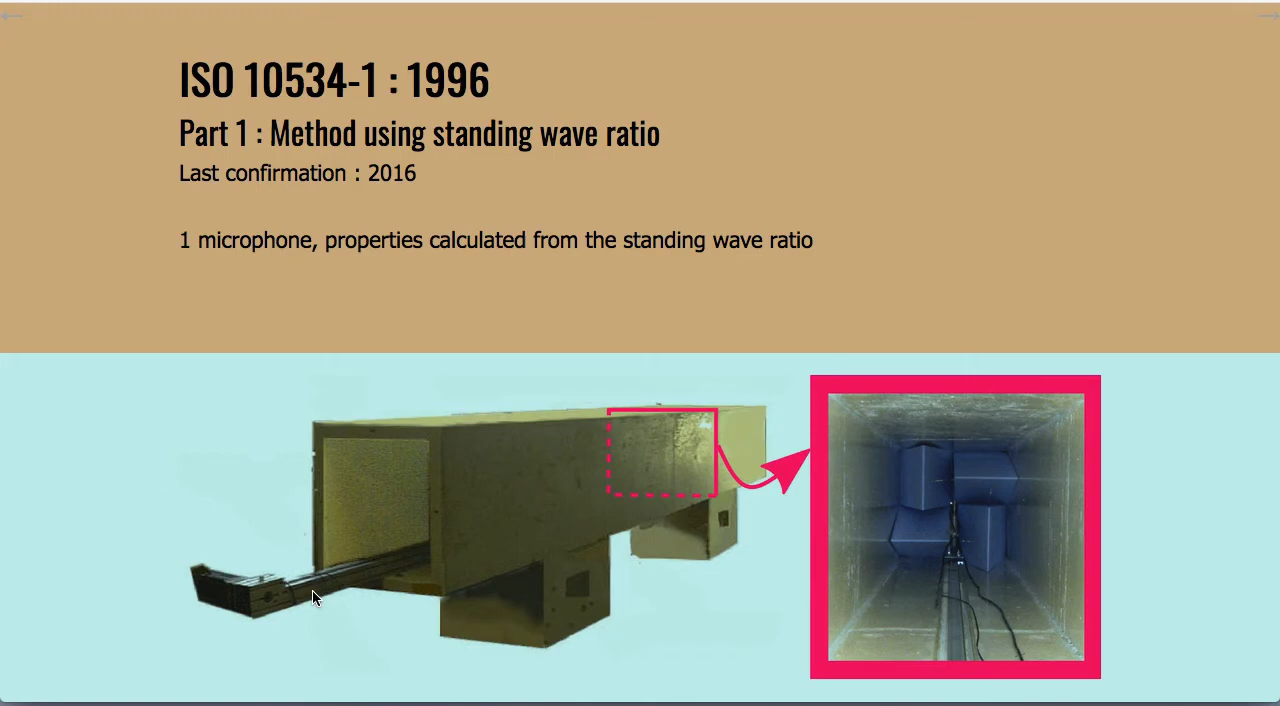 ISO 10534-1 : 1996
Part 1 : Method using standing wave ratio
Last confirmation : 2016
1 microphone, properties calculated from the standing wave ratio